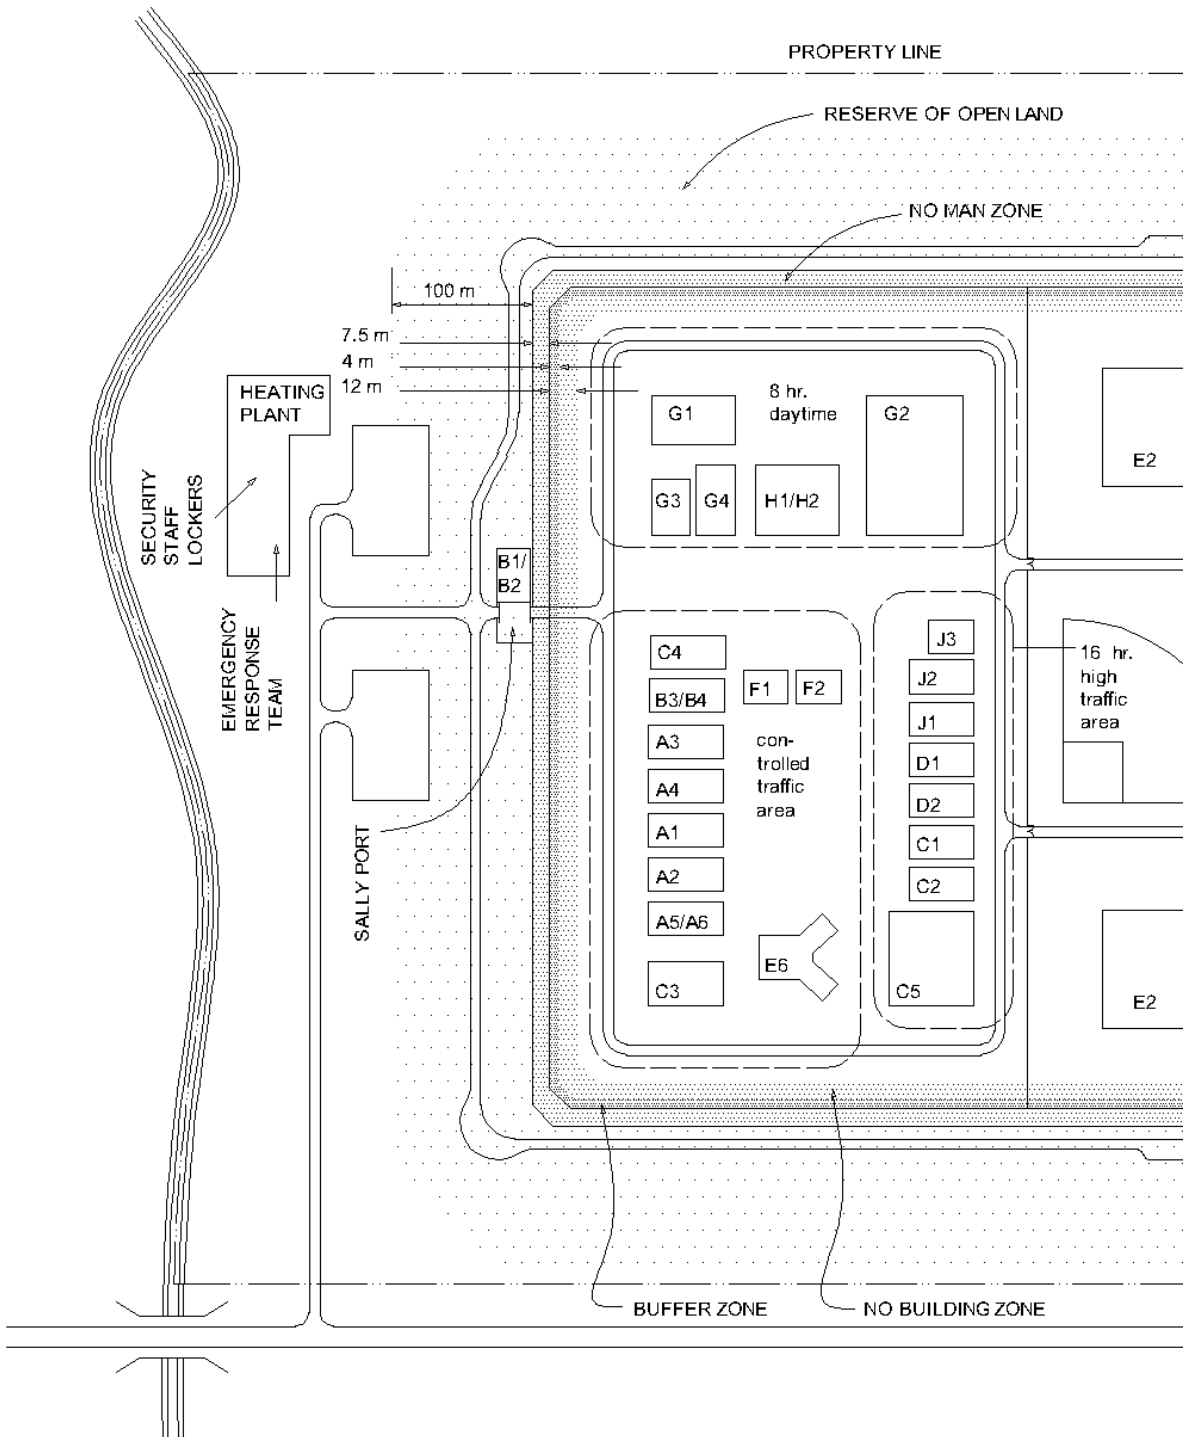 PROPERTY LINE
RESERVE OF OPEN LAND
NO MAN ZONE
100 m
7.5 m
4 m
12 m
HEATING
PLANT
SECURITY
STAFF
LOCKERS
EMERGENCY
RESPONSE
TEAM
8 hr.
daytime
G1
G2
G3
G4
H1/H2
E2
B1/
B2
C4
B3/B4
F1
F2
A3
A4
A1
A2
A5/A6
C3
con-
trolled
traffic
area
E6
J3
J2
J1
D1
D2
C1
C2
C5
16 hr.
high
traffic
area
E2
SALLY PORT
BUFFER ZONE
NO BUILDING ZONE